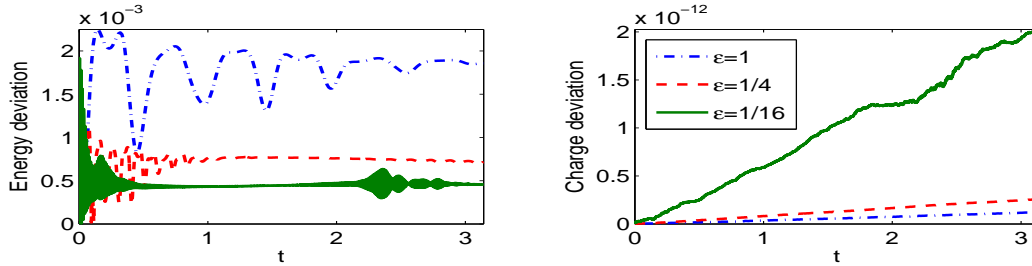 x 10⁻³
2
1.5
1
0.5
0
Energy deviation
0 1 2 3
t
x 10⁻¹²
2
1.5
1
0.5
0
Charge deviation
ε=1
ε=1/4
ε=1/16
0 1 2 3
t